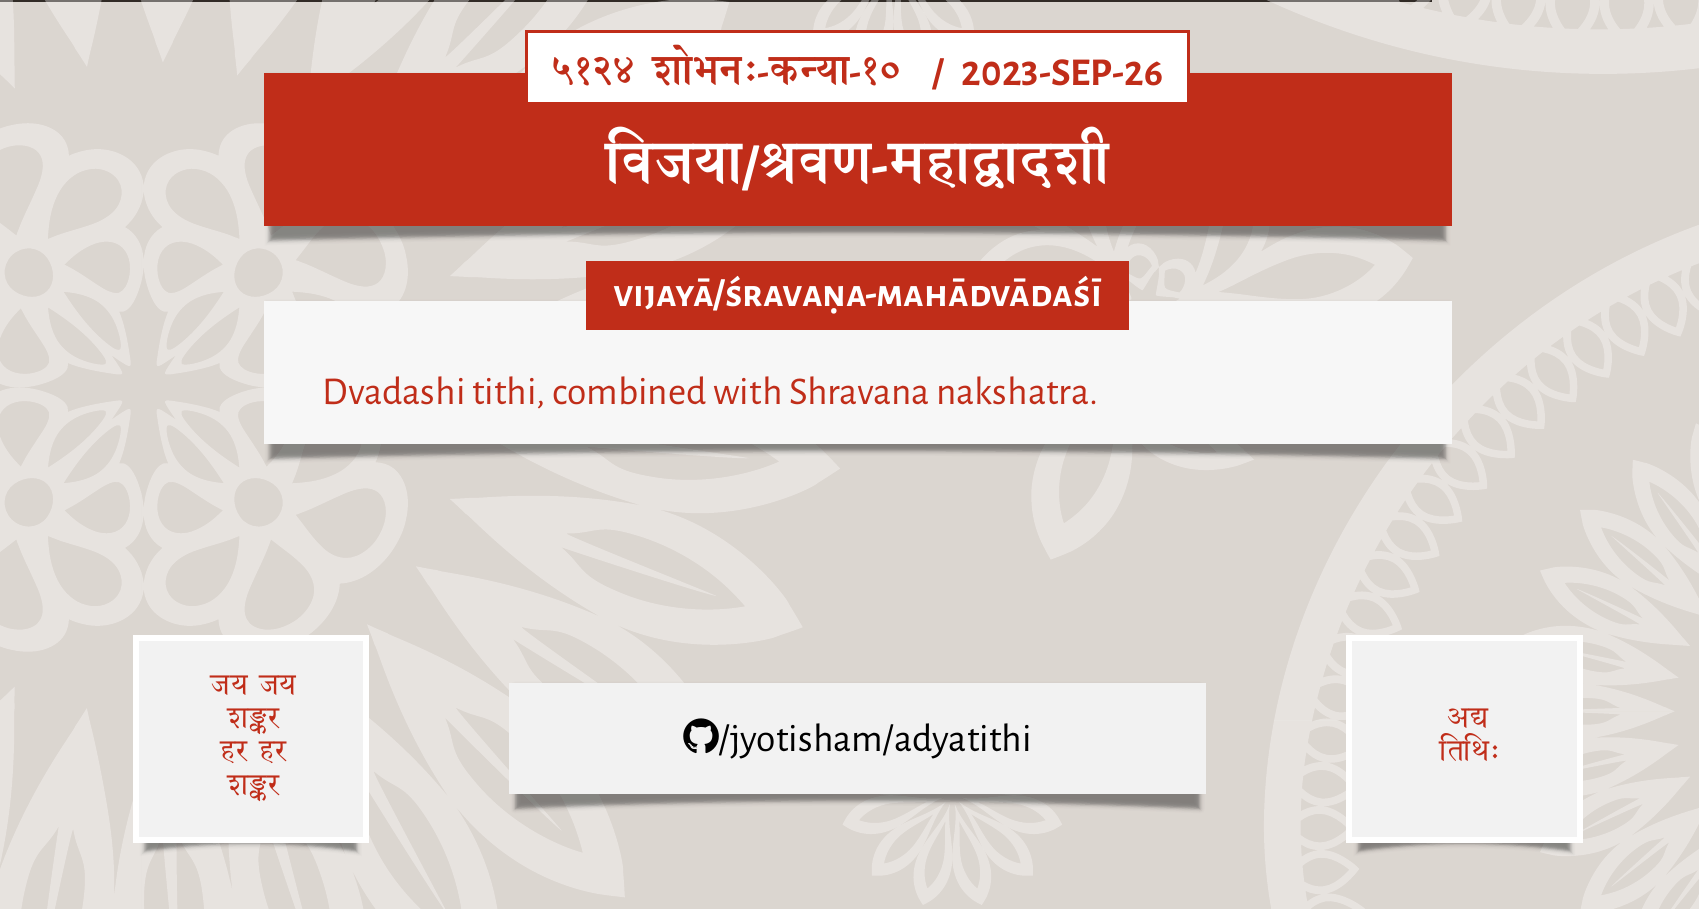 ५१२४ शोभनः-कन्या-१० / 2023-SEP-26
विजया/श्रवण-महाद्वादशी
VIJAYĀ/ŚRAVAṆA-MAHĀDVĀDAŚĪ
Dvadashi tithi, combined with Shravana nakshatra.
जय जय
शङ्कर
हर हर
शङ्कर
/jyotisham/adyatithi
अद्य
तिथिः